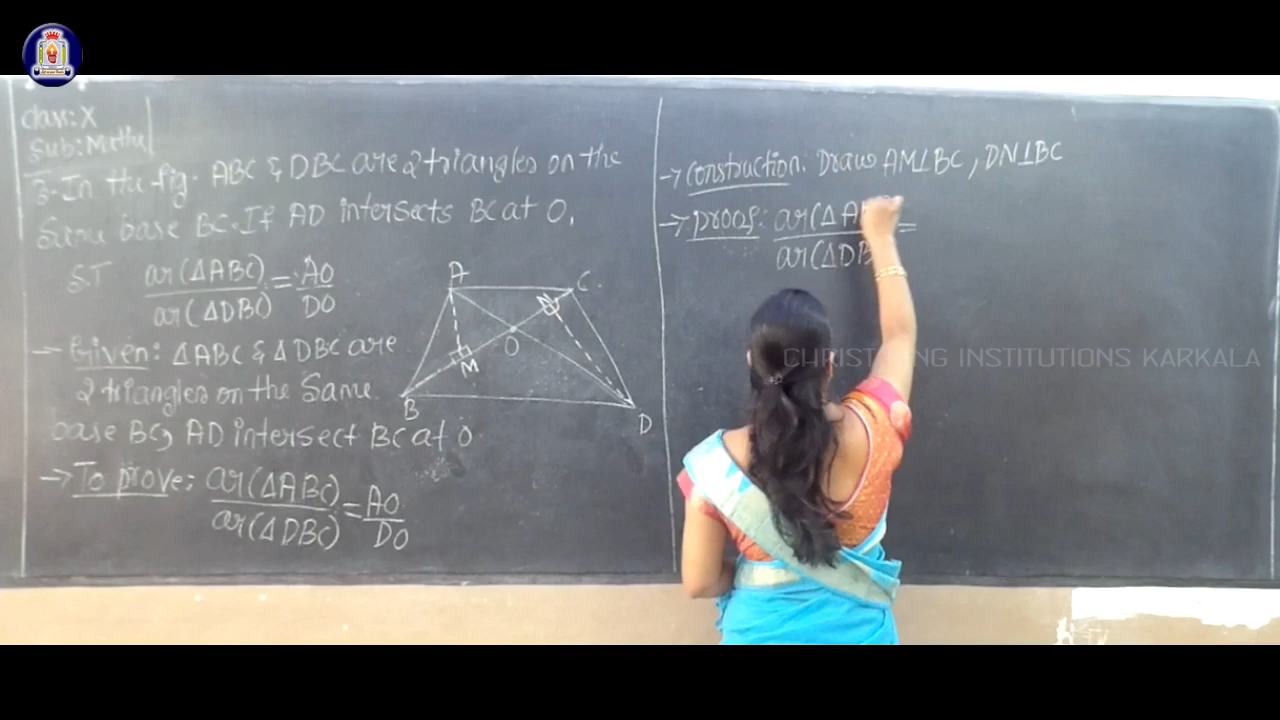 class: X
Sub: Maths
3. In the fig. ABC & DBC are 2 triangles on the
Same base BC. If AD intersects BC at O,
S.T ar(ΔABC)/ar(ΔDBC) = AO/DO
→ Given: ΔABC & ΔDBC are
2 triangles on the Same
base BC, AD intersect BC at O
→ To prove: ar(ΔABC)/ar(ΔDBC) = AO/DO
A
C
N
O
M
B
D
→ Construction: Draw AM⊥BC, DN⊥BC
→ Proof: ar(ΔA
ar(ΔDB
=
CHRIST KING INSTITUTIONS KARKALA